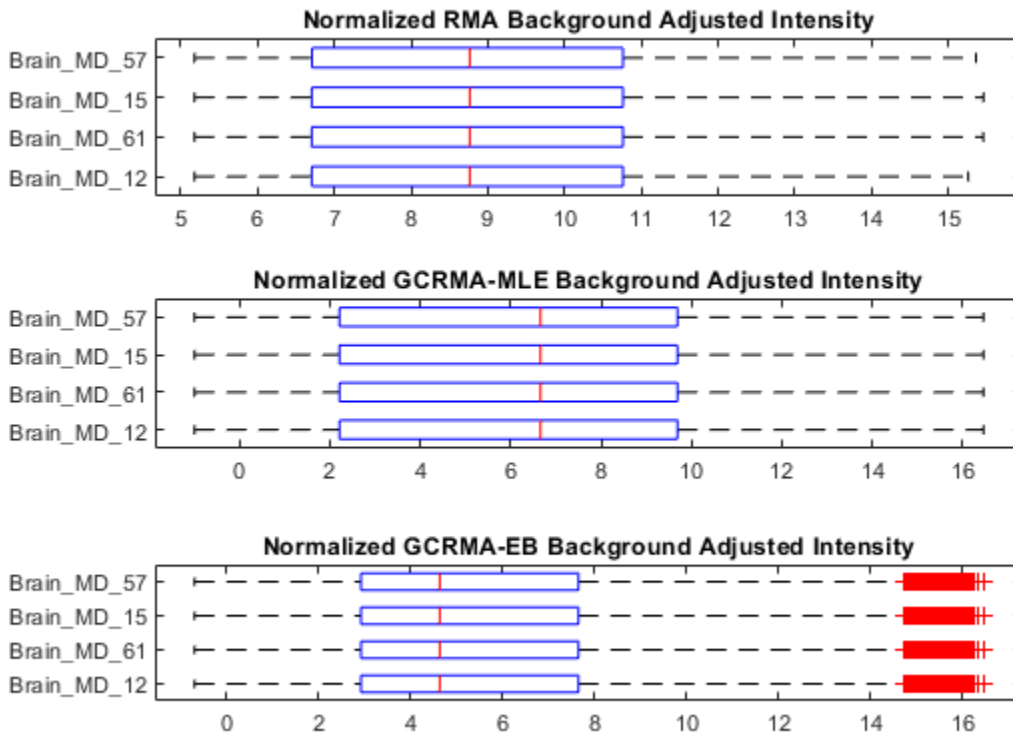 Normalized RMA Background Adjusted Intensity
Brain_MD_57
Brain_MD_15
Brain_MD_61
Brain_MD_12
5 6 7 8 9 10 11 12 13 14 15
Normalized GCRMA-MLE Background Adjusted Intensity
Brain_MD_57
Brain_MD_15
Brain_MD_61
Brain_MD_12
0 2 4 6 8 10 12 14 16
Normalized GCRMA-EB Background Adjusted Intensity
Brain_MD_57
Brain_MD_15
Brain_MD_61
Brain_MD_12
0 2 4 6 8 10 12 14 16